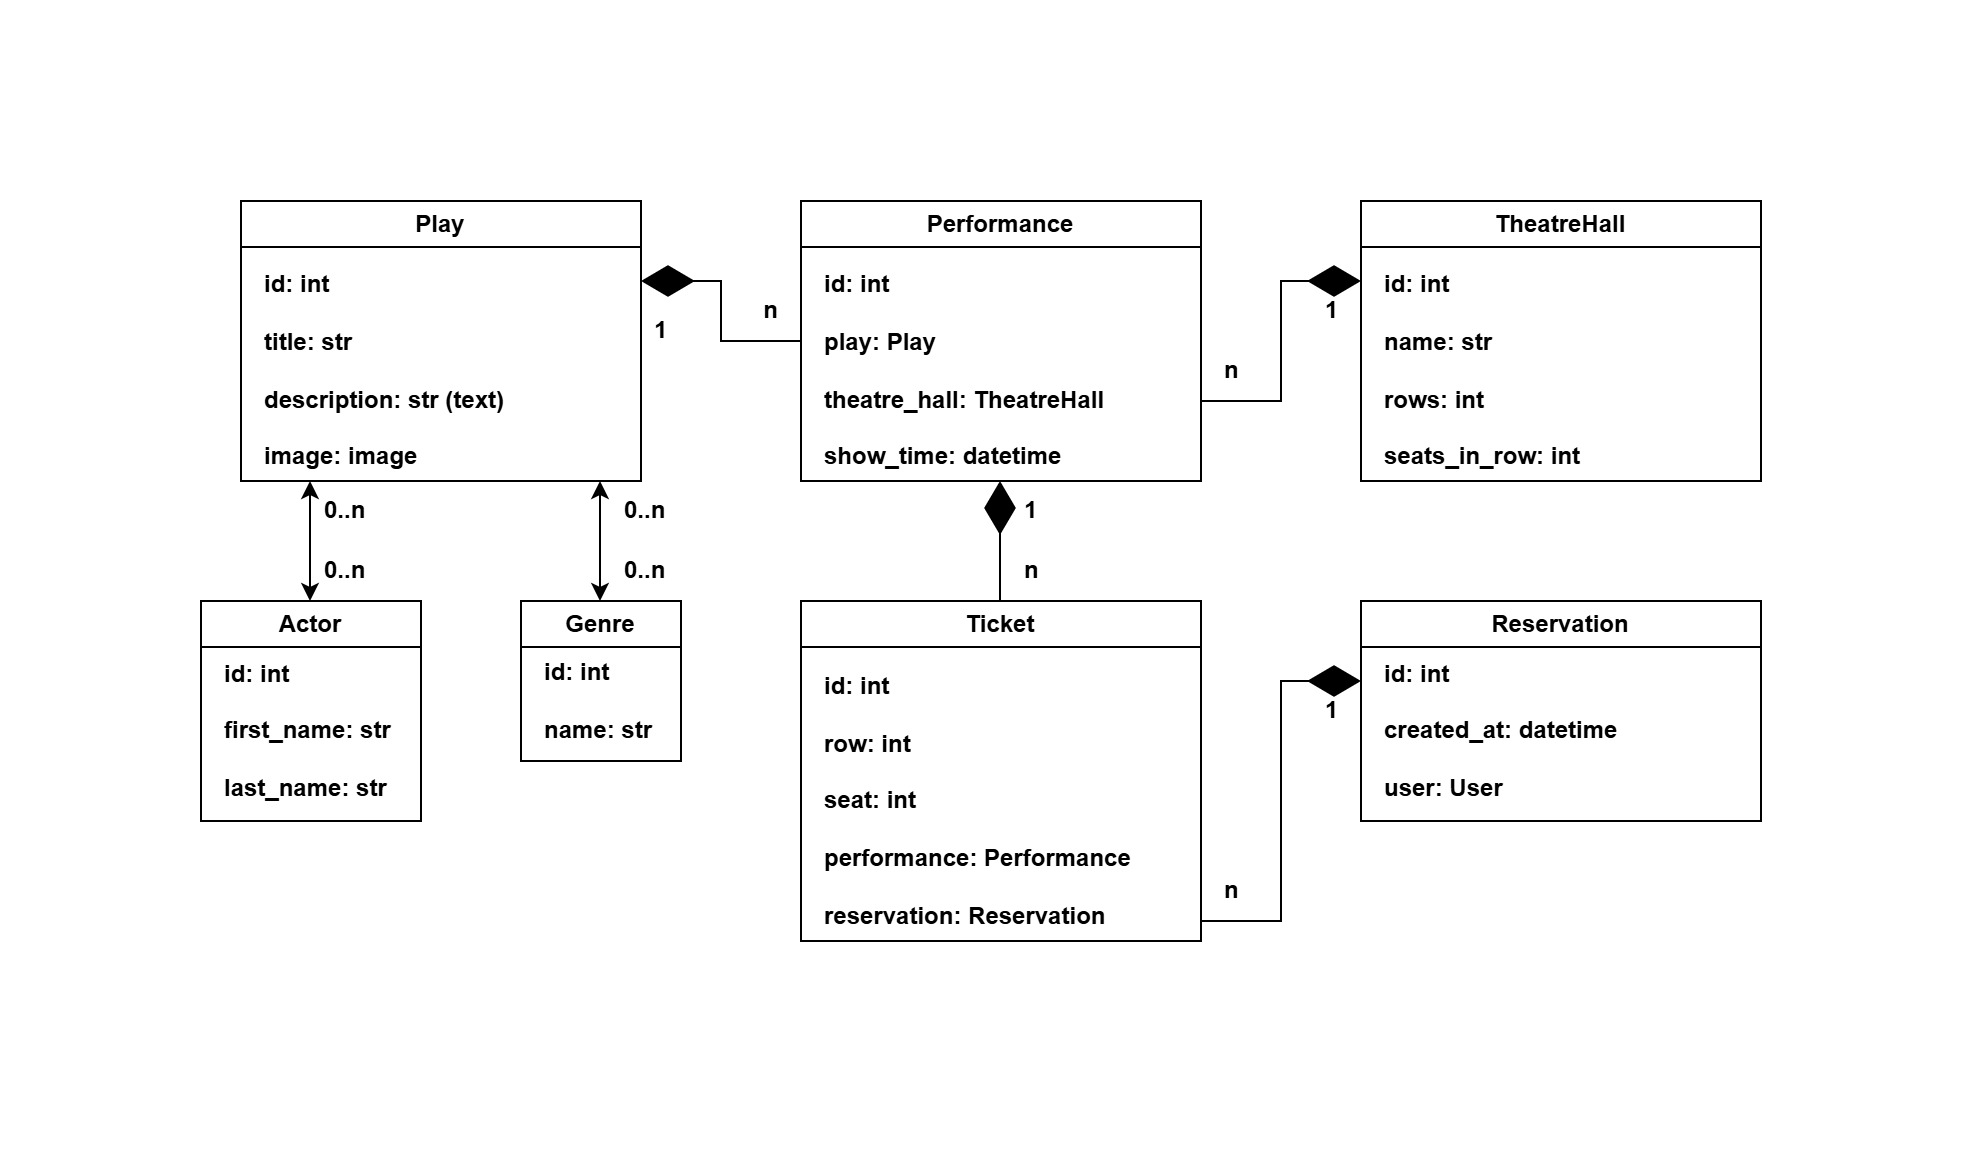 Play
id: int
title: str
description: str (text)
image: image
1
n
Performance
id: int
play: Play
theatre_hall: TheatreHall
show_time: datetime
n
1
TheatreHall
id: int
name: str
rows: int
seats_in_row: int
0..n
0..n
0..n
0..n
1
n
Actor
id: int
first_name: str
last_name: str
Genre
id: int
name: str
Ticket
id: int
row: int
seat: int
performance: Performance
reservation: Reservation
n
1
Reservation
id: int
created_at: datetime
user: User